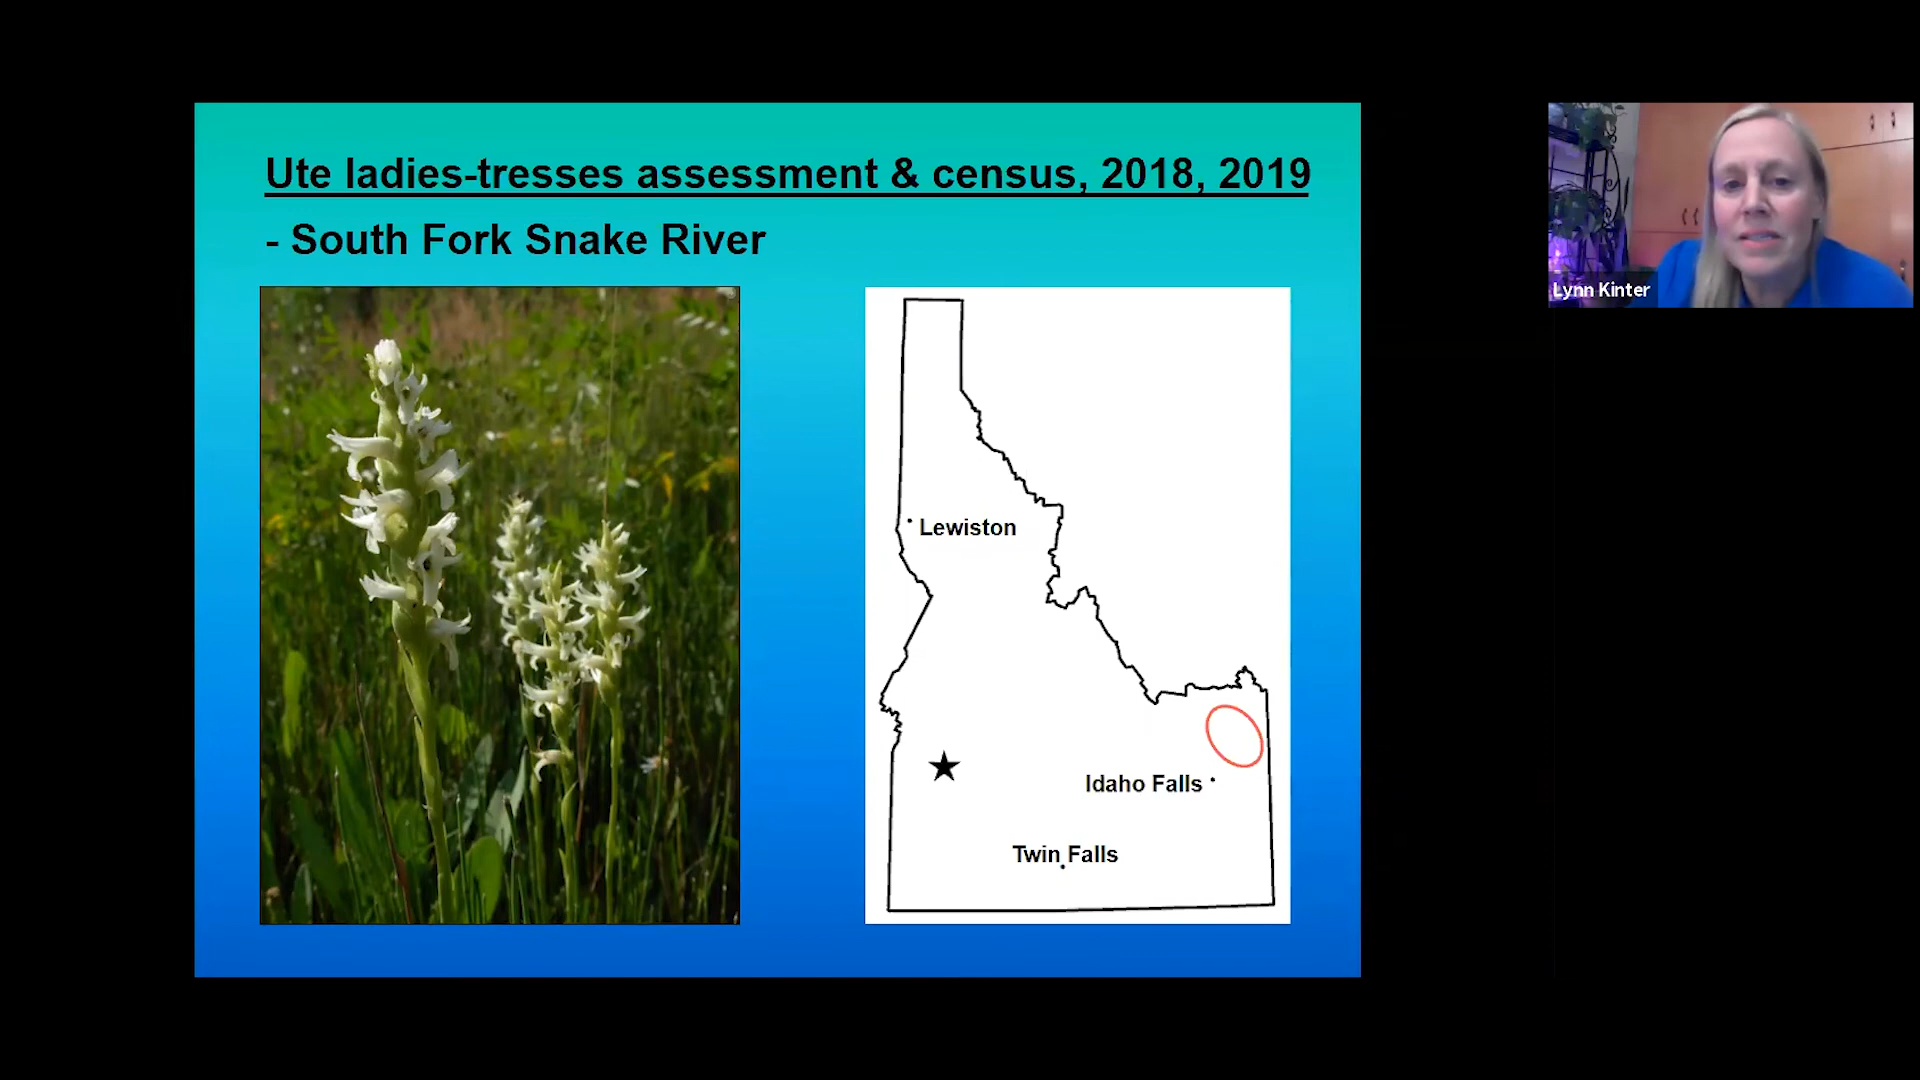 Ute ladies-tresses assessment & census, 2018, 2019
- South Fork Snake River
Lewiston
Idaho Falls
Twin Falls
Lynn Kinter